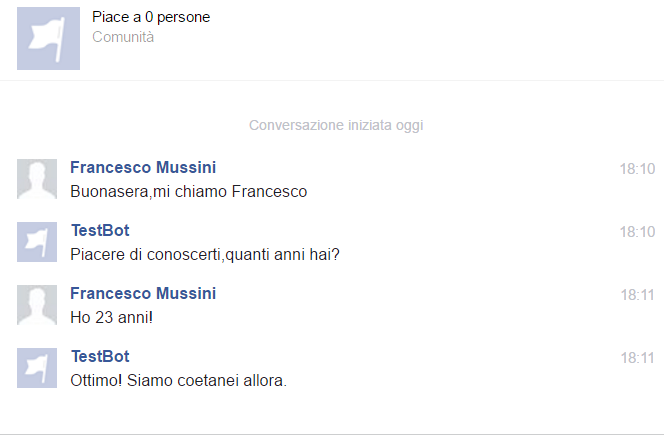 Piace a 0 persone
Comunità
Conversazione iniziata oggi
Francesco Mussini 18:10
Buonasera,mi chiamo Francesco
TestBot 18:10
Piacere di conoscerti,quanti anni hai?
Francesco Mussini 18:11
Ho 23 anni!
TestBot 18:11
Ottimo! Siamo coetanei allora.